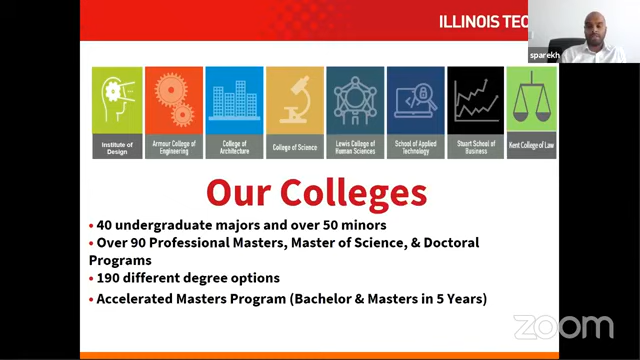 ILLINOIS TEC
sparekh
Institute of
Design
Armour College of
Engineering
College of
Architecture
College of Science
Lewis College of
Human Sciences
School of Applied
Technology
Stuart School of
Business
Kent College of Law
Our Colleges
• 40 undergraduate majors and over 50 minors
• Over 90 Professional Masters, Master of Science, & Doctoral
Programs
• 190 different degree options
• Accelerated Masters Program (Bachelor & Masters in 5 Years)
zoom